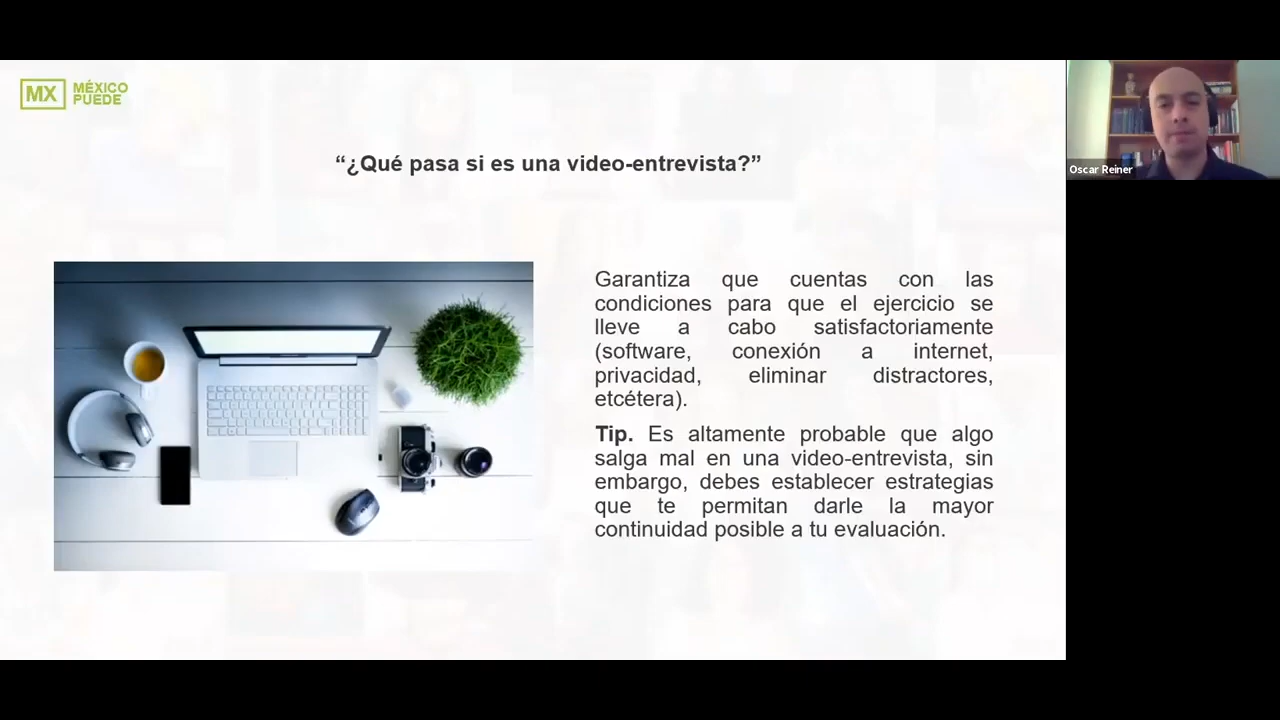 MX MÉXICO
PUEDE
“¿Qué pasa si es una video-entrevista?”
Garantiza que cuentas con las
condiciones para que el ejercicio se
lleve a cabo satisfactoriamente
(software, conexión a internet,
privacidad, eliminar distractores,
etcétera).
Tip. Es altamente probable que algo
salga mal en una video-entrevista, sin
embargo, debes establecer estrategias
que te permitan darle la mayor
continuidad posible a tu evaluación.
Oscar Reiner